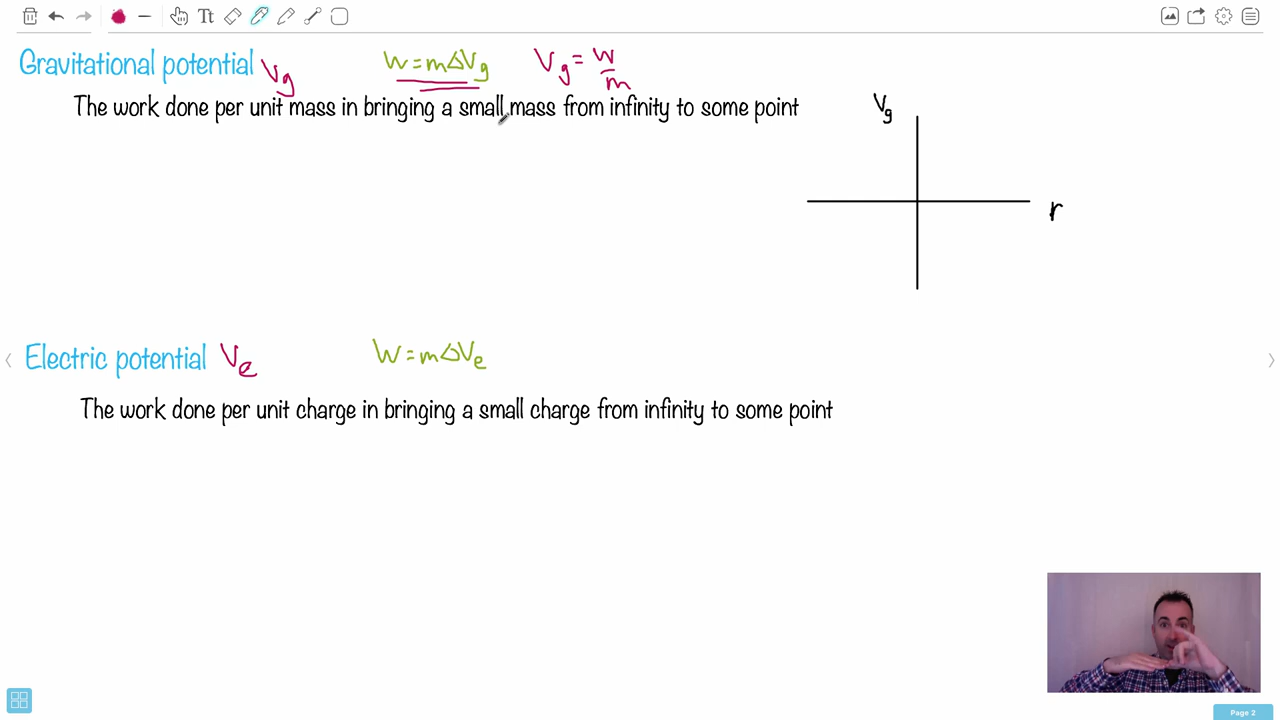 Tt
Gravitational potential Vg W = mΔVg Vg = W/m
The work done per unit mass in bringing a small mass from infinity to some point
Vg
r
Electric potential Ve W = mΔVe
The work done per unit charge in bringing a small charge from infinity to some point
Page 2